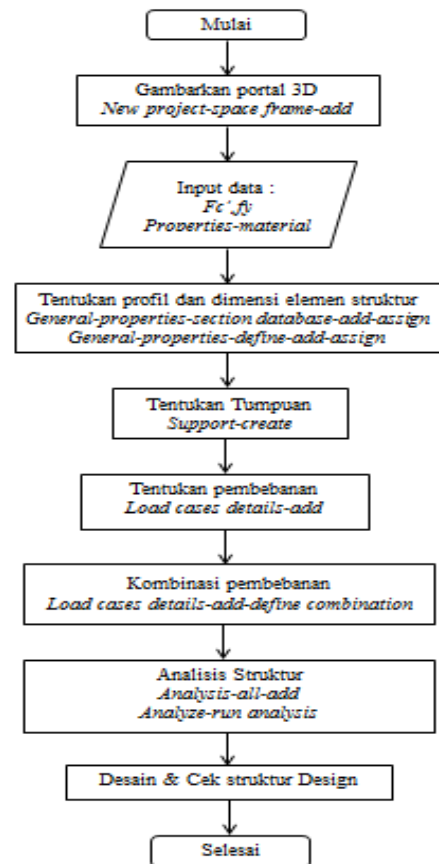 Mulai
Gambarkan portal 3D
New project-space frame-add
Input data :
Fc',fy
Properties-material
Tentukan profil dan dimensi elemen struktur
General-properties-section database-add-assign
General-properties-define-add-assign
Tentukan Tumpuan
Support-create
Tentukan pembebanan
Load cases details-add
Kombinasi pembebanan
Load cases details-add-define combination
Analisis Struktur
Analysis-all-add
Analyze-run analysis
Desain & Cek struktur Design
Selesai